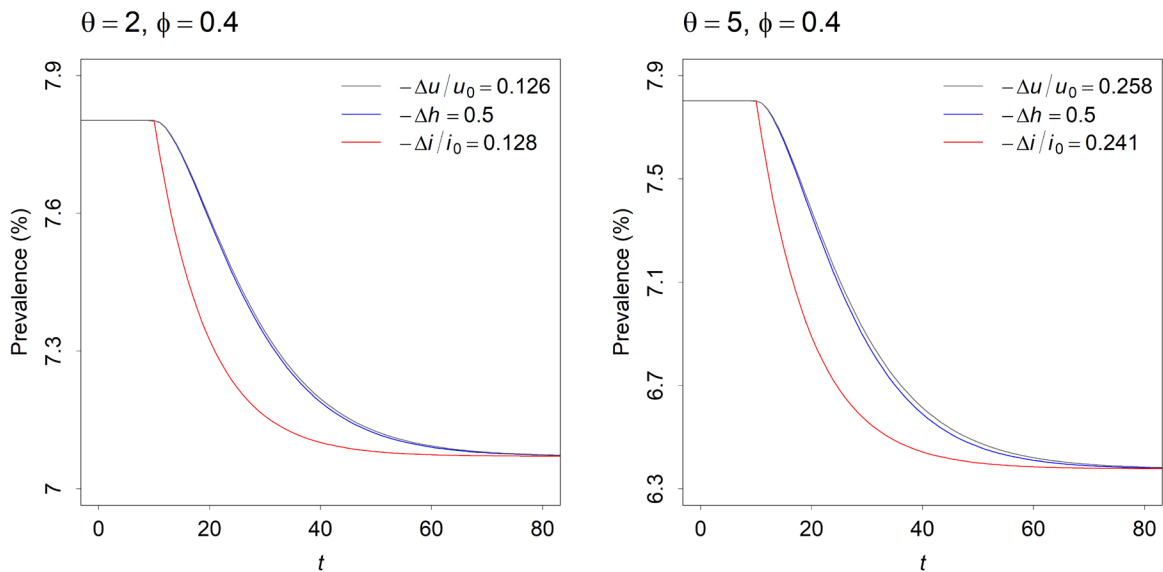 θ = 2, ϕ = 0.4
7.9
7.6
7.3
7
Prevalence (%)
−Δu/u₀ = 0.126
−Δh = 0.5
−Δi/i₀ = 0.128
0 20 40 60 80
t
θ = 5, ϕ = 0.4
7.9
7.5
7.1
6.7
6.3
Prevalence (%)
−Δu/u₀ = 0.258
−Δh = 0.5
−Δi/i₀ = 0.241
0 20 40 60 80
t